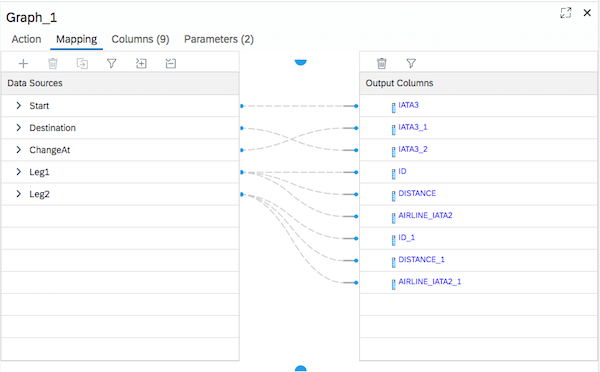 Graph_1
Action Mapping Columns (9) Parameters (2)
Data Sources
Output Columns
Start
Destination
ChangeAt
Leg1
Leg2
IATA3
IATA3_1
IATA3_2
ID
DISTANCE
AIRLINE_IATA2
ID_1
DISTANCE_1
AIRLINE_IATA2_1